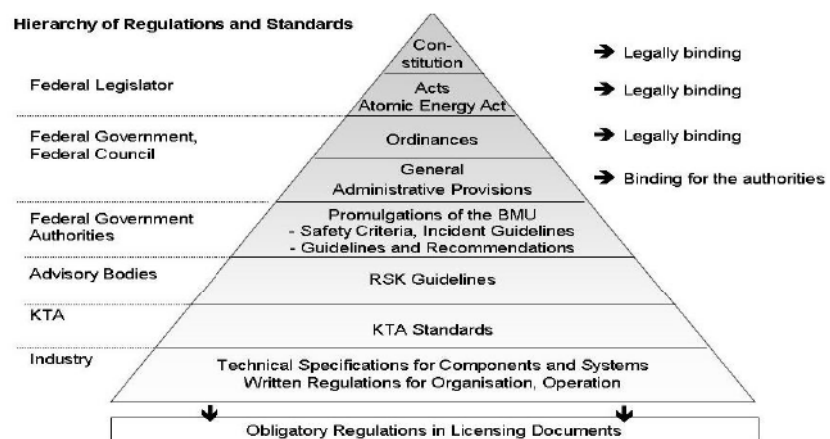 Hierarchy of Regulations and Standards
Con-
stitution
→ Legally binding
Federal Legislator
Acts
Atomic Energy Act
→ Legally binding
Federal Government,
Federal Council
Ordinances
→ Legally binding
General
Administrative Provisions
→ Binding for the authorities
Federal Government
Authorities
Promulgations of the BMU
- Safety Criteria, Incident Guidelines
- Guidelines and Recommendations
Advisory Bodies
RSK Guidelines
KTA
KTA Standards
Industry
Technical Specifications for Components and Systems
Written Regulations for Organisation, Operation
Obligatory Regulations in Licensing Documents